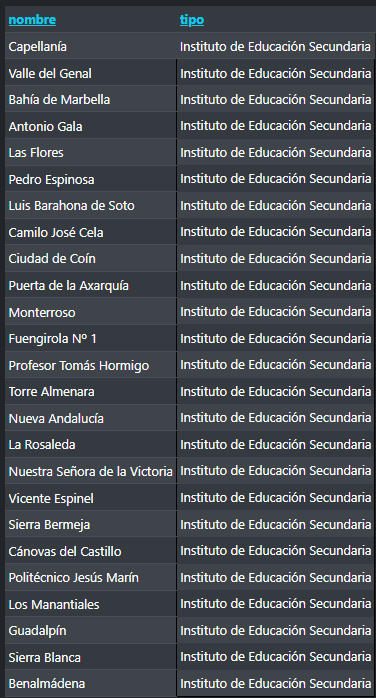 nombre tipo
Capellanía Instituto de Educación Secundaria
Valle del Genal Instituto de Educación Secundaria
Bahía de Marbella Instituto de Educación Secundaria
Antonio Gala Instituto de Educación Secundaria
Las Flores Instituto de Educación Secundaria
Pedro Espinosa Instituto de Educación Secundaria
Luis Barahona de Soto Instituto de Educación Secundaria
Camilo José Cela Instituto de Educación Secundaria
Ciudad de Coín Instituto de Educación Secundaria
Puerta de la Axarquía Instituto de Educación Secundaria
Monterroso Instituto de Educación Secundaria
Fuengirola Nº 1 Instituto de Educación Secundaria
Profesor Tomás Hormigo Instituto de Educación Secundaria
Torre Almenara Instituto de Educación Secundaria
Nueva Andalucía Instituto de Educación Secundaria
La Rosaleda Instituto de Educación Secundaria
Nuestra Señora de la Victoria Instituto de Educación Secundaria
Vicente Espinel Instituto de Educación Secundaria
Sierra Bermeja Instituto de Educación Secundaria
Cánovas del Castillo Instituto de Educación Secundaria
Politécnico Jesús Marín Instituto de Educación Secundaria
Los Manantiales Instituto de Educación Secundaria
Guadalpín Instituto de Educación Secundaria
Sierra Blanca Instituto de Educación Secundaria
Benalmádena Instituto de Educación Secundaria